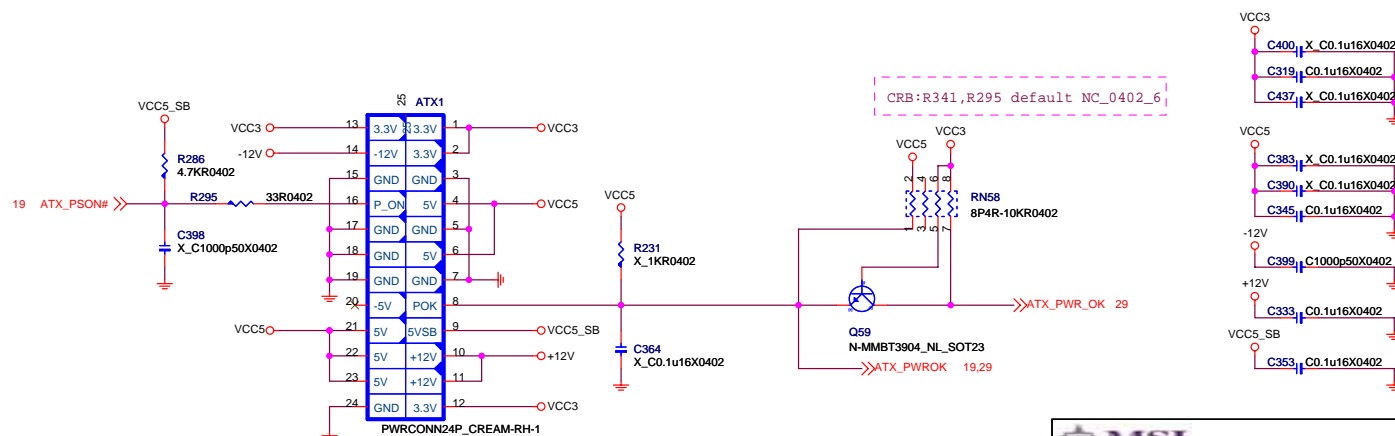 CRB:R341,R295 default NC_0402_6
VCC5_SB
R286
4.7KR0402
19 ATX_PSON#
R295 33R0402
C398
X_C1000p50X0402
25 ATX1
25
VCC3 13 3.3V 3.3V 1 VCC3
-12V 14 -12V 3.3V 2
15 GND GND 3
16 P_ON 5V 4 VCC5
17 GND GND 5
18 GND 5V 6
19 GND GND 7
20 -5V POK 8
VCC5 21 5V 5VSB 9 VCC5_SB
22 5V +12V 10 +12V
23 5V +12V 11
24 GND 3.3V 12 VCC3
PWRCONN24P_CREAM-RH-1
VCC5
R231
X_1KR0402
C364
X_C0.1u16X0402
VCC5 VCC3
2 4 6 8
RN58
8P4R-10KR0402
1 3 5 7
Q59
N-MMBT3904_NL_SOT23
ATX_PWR_OK 29
ATX_PWROK 19,29
VCC3
C400 X_C0.1u16X0402
C319 C0.1u16X0402
C437 X_C0.1u16X0402
VCC5
C383 X_C0.1u16X0402
C390 X_C0.1u16X0402
C345 C0.1u16X0402
-12V
C399 C1000p50X0402
+12V
C333 C0.1u16X0402
VCC5_SB
C353 C0.1u16X0402